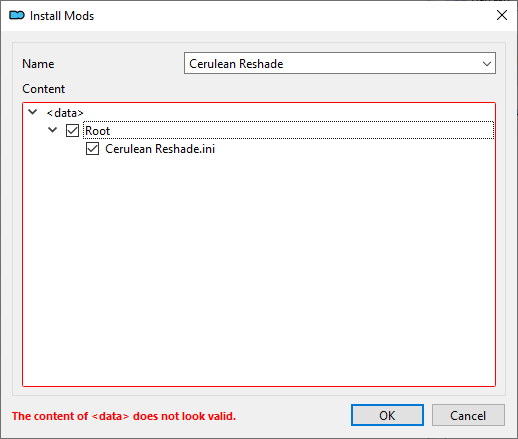 Install Mods
Name
Cerulean Reshade
Content
<data>
Root
Cerulean Reshade.ini
The content of <data> does not look valid.
OK
Cancel